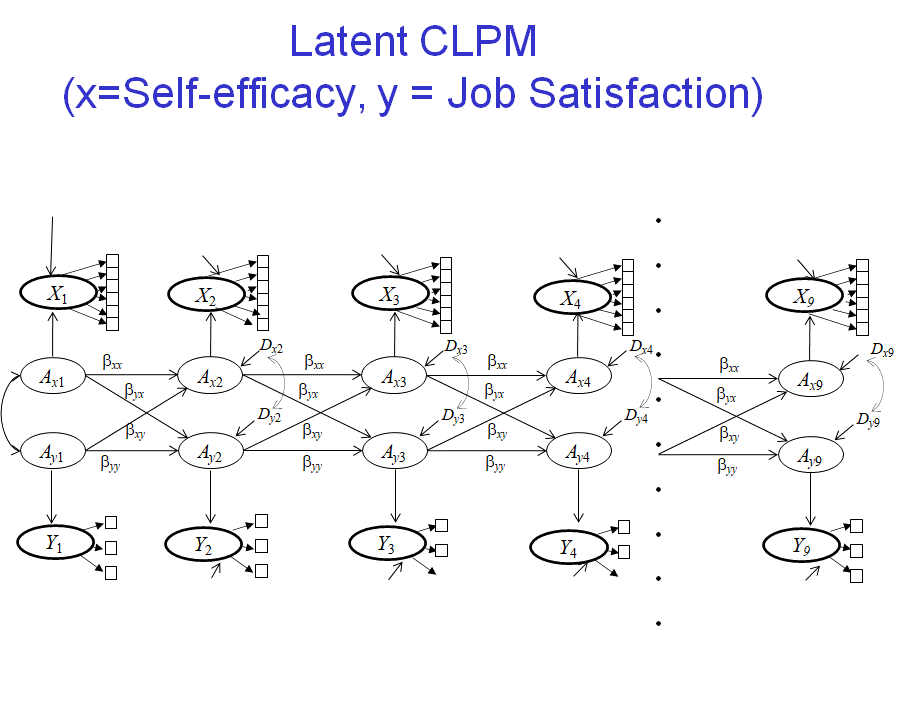 Latent CLPM
(x=Self-efficacy, y = Job Satisfaction)
X1 X2 X3 X4 X9
Dx2 Dx3 Dx4 Dx9
βxx βxx βxx βxx
Ax1 Ax2 Ax3 Ax4 Ax9
βyx βyx βyx βyx
Dy2 Dy3 Dy4 Dy9
βxy βxy βxy βxy
Ay1 Ay2 Ay3 Ay4 Ay9
βyy βyy βyy βyy
Y1 Y2 Y3 Y4 Y9